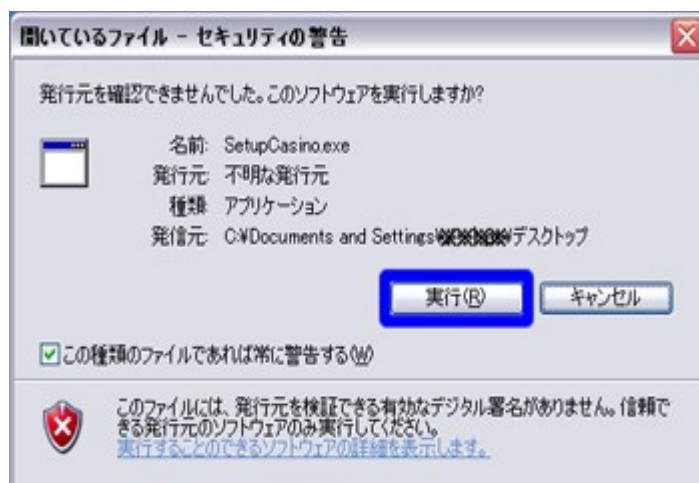 開いているファイル - セキュリティの警告
発行元を確認できませんでした。このソフトウェアを実行しますか?
名前: SetupCasino.exe
発行元: 不明な発行元
種類: アプリケーション
発信元: C:¥Documents and Settings¥ ¥デスクトップ
実行(R) キャンセル
この種類のファイルであれば常に警告する(W)
このファイルには、発行元を検証できる有効なデジタル署名がありません。信頼で
きる発行元のソフトウェアのみ実行してください。
実行することのできるソフトウェアの詳細を表示します。